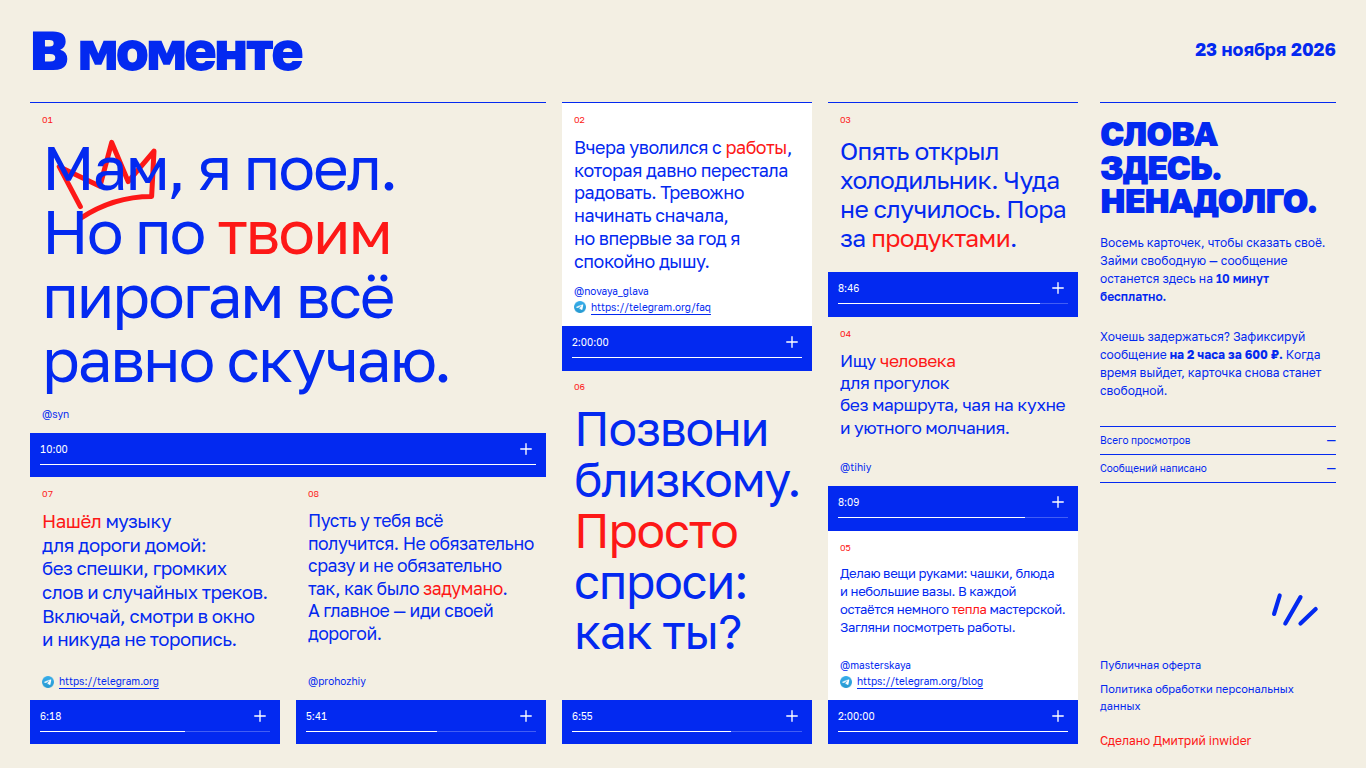 В моменте
23 ноября 2026
01
Мам, я поел.
Но по твоим
пирогам всё
равно скучаю.
@syn
10:00
02
Вчера уволился с работы,
которая давно перестала
радовать. Тревожно
начинать сначала,
но впервые за год я
спокойно дышу.
@novaya_glava
https://telegram.org/faq
2:00:00
03
Опять открыл
холодильник. Чуда
не случилось. Пора
за продуктами.
8:46
04
Ищу человека
для прогулок
без маршрута, чая на кухне
и уютного молчания.
@tihiy
8:09
05
Делаю вещи руками: чашки, блюда
и небольшие вазы. В каждой
остаётся немного тепла мастерской.
Загляни посмотреть работы.
@masterskaya
https://telegram.org/blog
2:00:00
06
Позвони
близкому.
Просто
спроси:
как ты?
6:55
07
Нашёл музыку
для дороги домой:
без спешки, громких
слов и случайных треков.
Включай, смотри в окно
и никуда не торопись.
https://telegram.org
6:18
08
Пусть у тебя всё
получится. Не обязательно
сразу и не обязательно
так, как было задумано.
А главное — иди своей
дорогой.
@prohozhiy
5:41
СЛОВА
ЗДЕСЬ.
НЕНАДОЛГО.
Восемь карточек, чтобы сказать своё.
Займи свободную — сообщение
останется здесь на 10 минут
бесплатно.
Хочешь задержаться? Зафиксируй
сообщение на 2 часа за 600 ₽. Когда
время выйдет, карточка снова станет
свободной.
Всего просмотров —
Сообщений написано —
Публичная оферта
Политика обработки персональных
данных
Сделано Дмитрий inwider